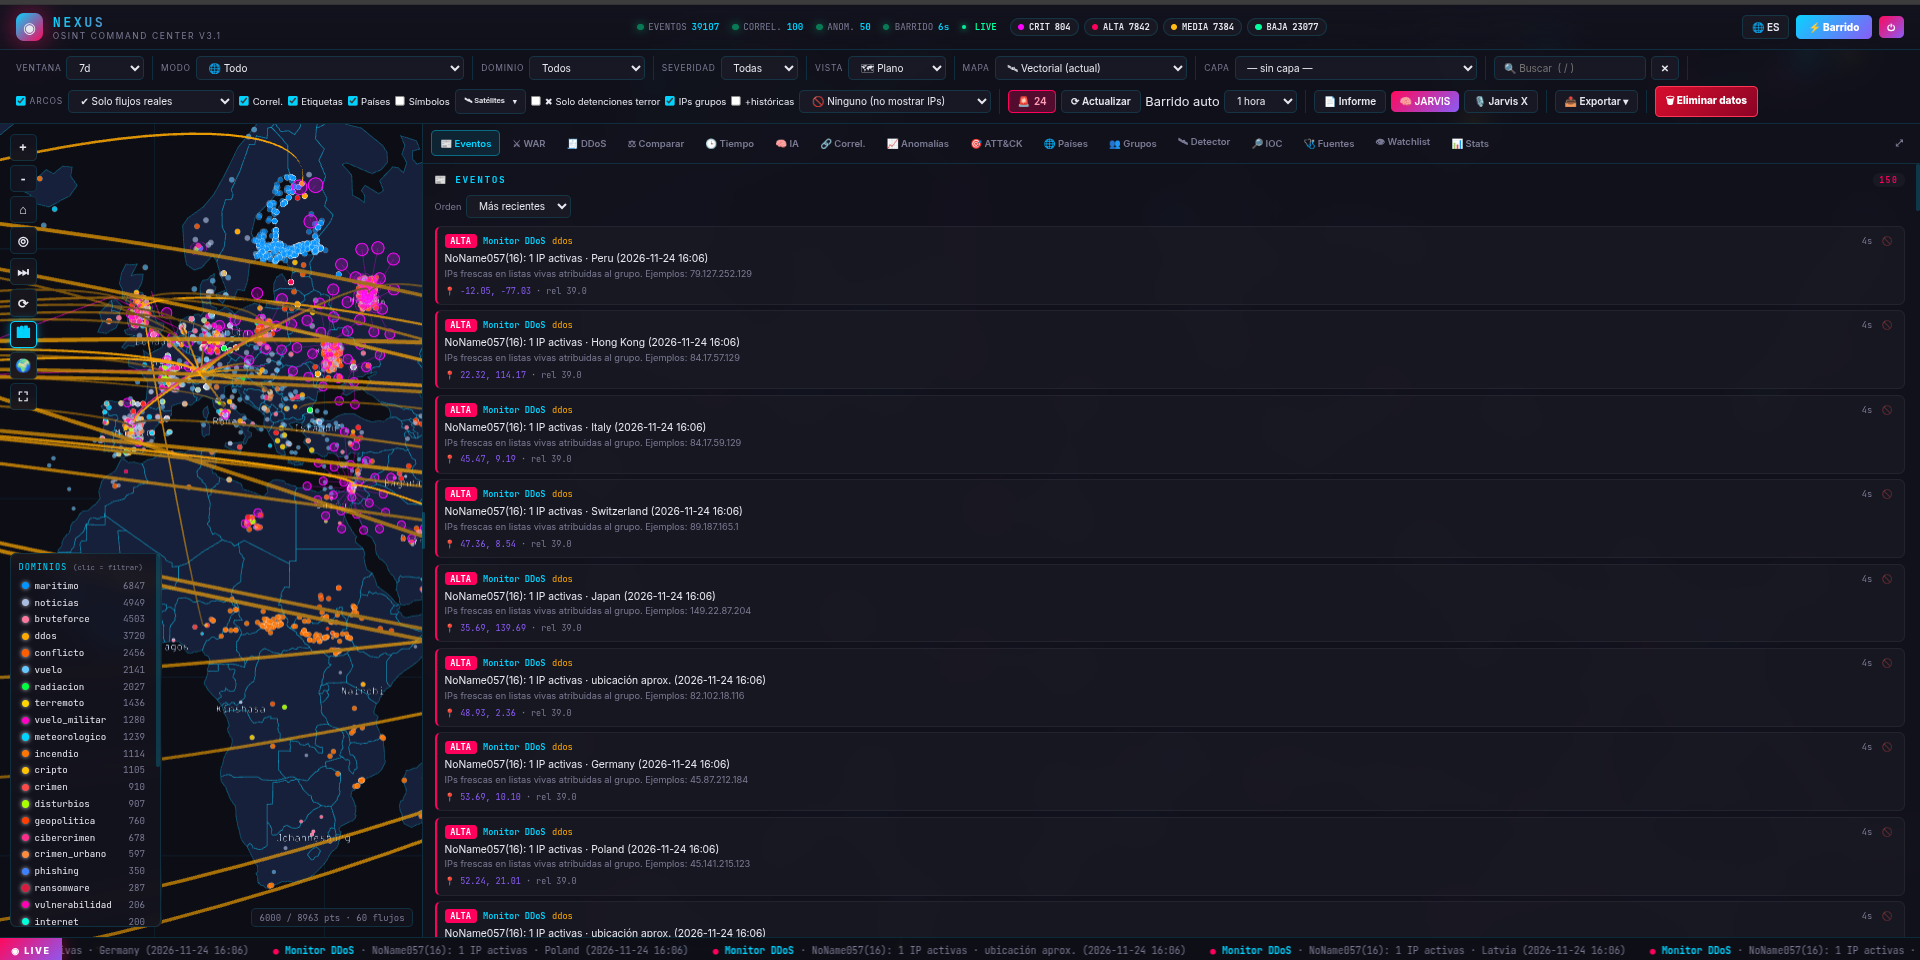 NEXUS
OSINT COMMAND CENTER V3.1
EVENTOS 39107 CORREL. 100 ANOM. 50 BARRIDO 6s LIVE CRIT 804 ALTA 7842 MEDIA 7384 BAJA 23077
ES Barrido
VENTANA 7d MODO Todo DOMINIO Todos SEVERIDAD Todas VISTA Plano MAPA Vectorial (actual) CAPA — sin capa — Buscar ( / ) ✕
ARCOS ✔ Solo flujos reales Correl. Etiquetas Países Símbolos Satélites ✖ Solo detenciones terror IPs grupos +históricas Ninguno (no mostrar IPs) 24 Actualizar Barrido auto 1 hora Informe JARVIS Jarvis X Exportar ▾ Eliminar datos
Eventos WAR DDoS Comparar Tiempo IA Correl. Anomalías ATT&CK Países Grupos Detector IOC Fuentes Watchlist Stats
EVENTOS 150
Orden Más recientes
ALTA Monitor DDoS ddos 4s
NoName057(16): 1 IP activas · Peru (2026-11-24 16:06)
IPs frescas en listas vivas atribuidas al grupo. Ejemplos: 79.127.252.129
-12.05, -77.03 · rel 39.0
ALTA Monitor DDoS ddos 4s
NoName057(16): 1 IP activas · Hong Kong (2026-11-24 16:06)
IPs frescas en listas vivas atribuidas al grupo. Ejemplos: 84.17.57.129
22.32, 114.17 · rel 39.0
ALTA Monitor DDoS ddos 4s
NoName057(16): 1 IP activas · Italy (2026-11-24 16:06)
IPs frescas en listas vivas atribuidas al grupo. Ejemplos: 84.17.59.129
45.47, 9.19 · rel 39.0
ALTA Monitor DDoS ddos 4s
NoName057(16): 1 IP activas · Switzerland (2026-11-24 16:06)
IPs frescas en listas vivas atribuidas al grupo. Ejemplos: 89.187.165.1
47.36, 8.54 · rel 39.0
ALTA Monitor DDoS ddos 4s
NoName057(16): 1 IP activas · Japan (2026-11-24 16:06)
IPs frescas en listas vivas atribuidas al grupo. Ejemplos: 149.22.87.204
35.69, 139.69 · rel 39.0
ALTA Monitor DDoS ddos 4s
NoName057(16): 1 IP activas · ubicación aprox. (2026-11-24 16:06)
IPs frescas en listas vivas atribuidas al grupo. Ejemplos: 82.102.18.116
48.93, 2.36 · rel 39.0
ALTA Monitor DDoS ddos 4s
NoName057(16): 1 IP activas · Germany (2026-11-24 16:06)
IPs frescas en listas vivas atribuidas al grupo. Ejemplos: 45.87.212.184
53.69, 10.10 · rel 39.0
ALTA Monitor DDoS ddos 4s
NoName057(16): 1 IP activas · Poland (2026-11-24 16:06)
IPs frescas en listas vivas atribuidas al grupo. Ejemplos: 45.141.215.123
52.24, 21.01 · rel 39.0
ALTA Monitor DDoS ddos 4s
NoName057(16): 1 IP activas · ubicación aprox. (2026-11-24 16:06)
Nairobi
Kinshasa
Johannesburg
DOMINIOS (clic = filtrar)
maritimo 6847
noticias 4949
bruteforce 4503
ddos 3720
conflicto 2456
vuelo 2141
radiacion 2027
terremoto 1436
vuelo_militar 1280
meteorologico 1239
incendio 1114
cripto 1105
crimen 910
disturbios 907
geopolitica 760
cibercrimen 678
crimen_urbano 597
phishing 350
ransomware 287
vulnerabilidad 206
internet 200
6000 / 8963 pts · 60 flujos
LIVE ivas · Germany (2026-11-24 16:06) Monitor DDoS · NoName057(16): 1 IP activas · Poland (2026-11-24 16:06) Monitor DDoS · NoName057(16): 1 IP activas · ubicación aprox. (2026-11-24 16:06) Monitor DDoS · NoName057(16): 1 IP activas · Latvia (2026-11-24 16:06) Monitor DDoS · NoName057(16): 1 IP activas ·